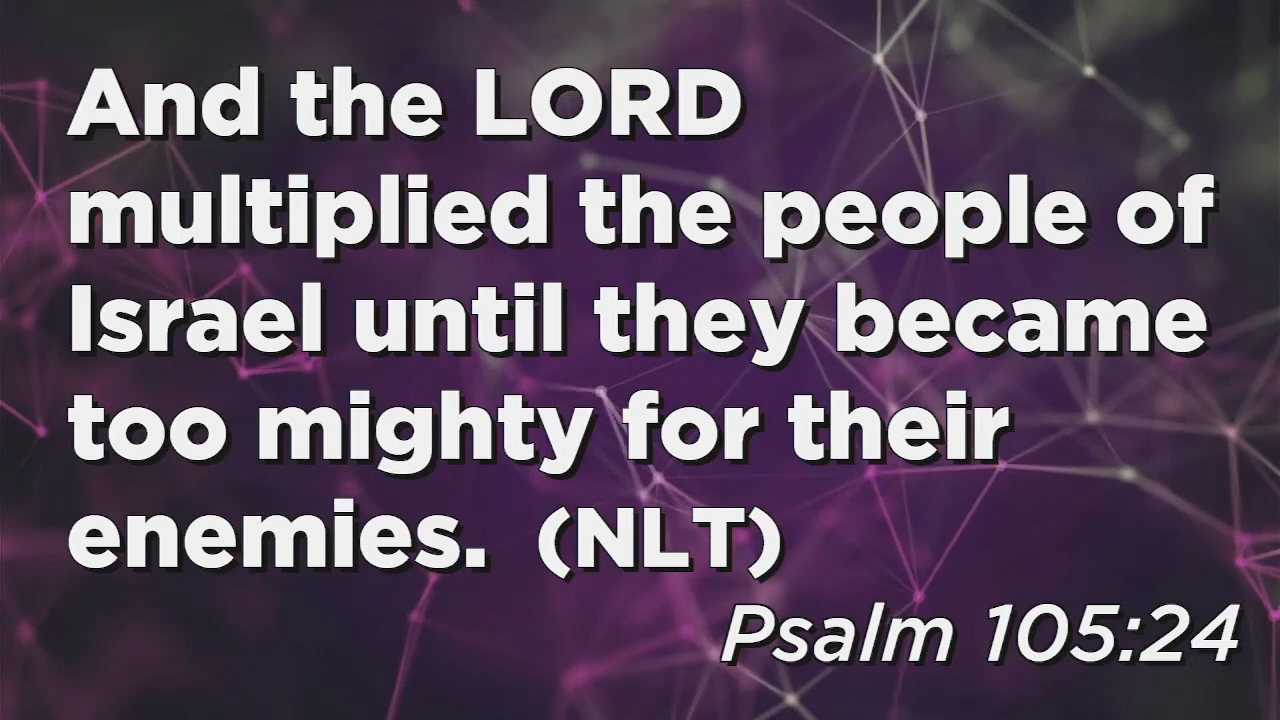 And the LORD
multiplied the people of
Israel until they became
too mighty for their
enemies.  (NLT)
Psalm 105:24